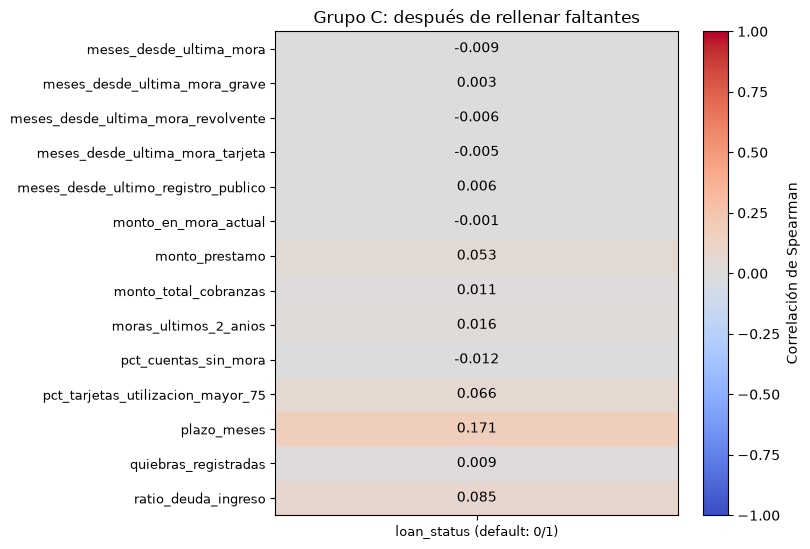 Grupo C: después de rellenar faltantes
meses_desde_ultima_mora -0.009
meses_desde_ultima_mora_grave 0.003
meses_desde_ultima_mora_revolvente -0.006
meses_desde_ultima_mora_tarjeta -0.005
meses_desde_ultimo_registro_publico 0.006
monto_en_mora_actual -0.001
monto_prestamo 0.053
monto_total_cobranzas 0.011
moras_ultimos_2_anios 0.016
pct_cuentas_sin_mora -0.012
pct_tarjetas_utilizacion_mayor_75 0.066
plazo_meses 0.171
quiebras_registradas 0.009
ratio_deuda_ingreso 0.085
loan_status (default: 0/1)
1.00
0.75
0.50
0.25
0.00
−0.25
−0.50
−0.75
−1.00
Correlación de Spearman